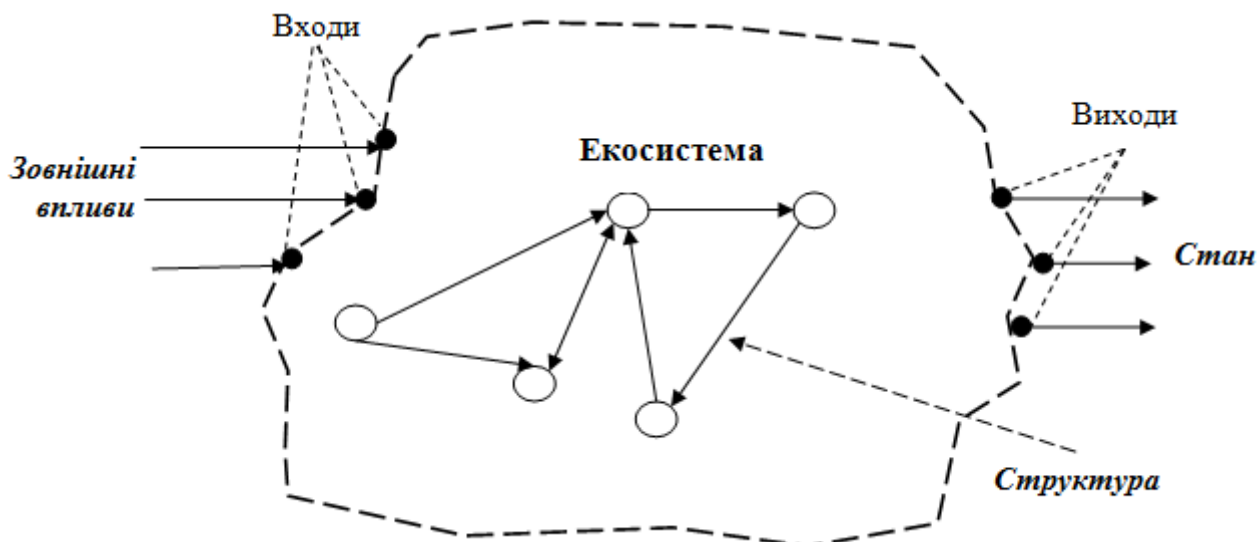 Входи
Виходи
Екосистема
Зовнішні
впливи
Стан
Структура